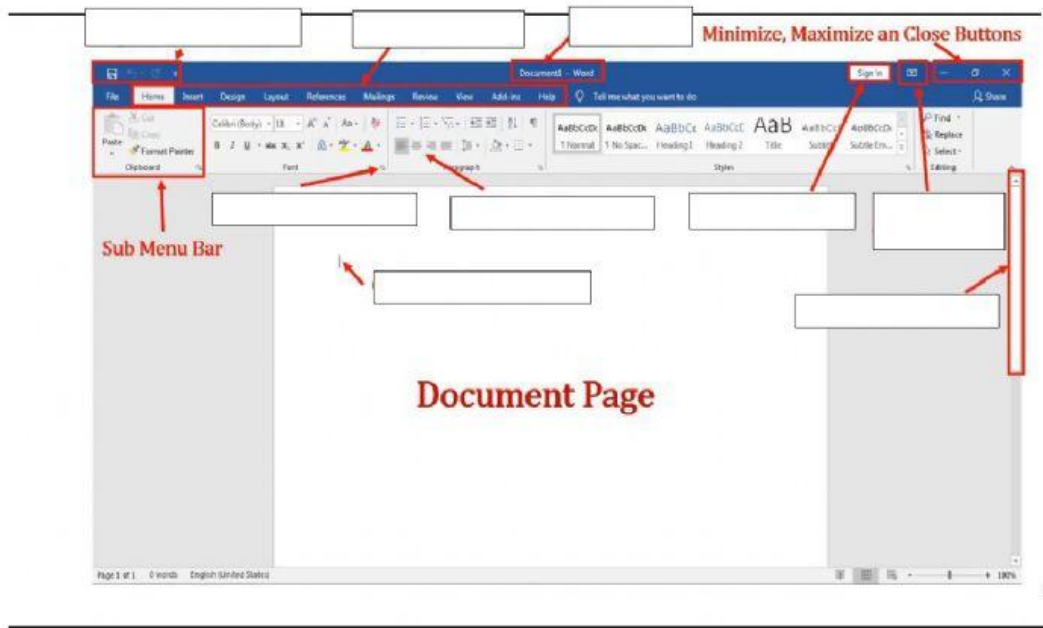 Minimize, Maximize an Close Buttons
Document1 - Word
Sign in
File Home Insert Design Layout References Mailings Review View Add-ins Help Tell me what you want to do Share
Cut
Copy
Paste
Format Painter
Clipboard
Calibri (Body)
Aa
B I U abc X, X
Font
Paragraph
AaBbCcDc AaBbCcDc AaBbCc AaBbCcC AaB AaBbCcC AaBbCcDc
1 Normal 1 No Spac... Heading 1 Heading 2 Title Subtitle Subtle Em...
Styles
Find
Replace
Select
Editing
Sub Menu Bar
Document Page
Page 1 of 1 0 words English (United States)
100%